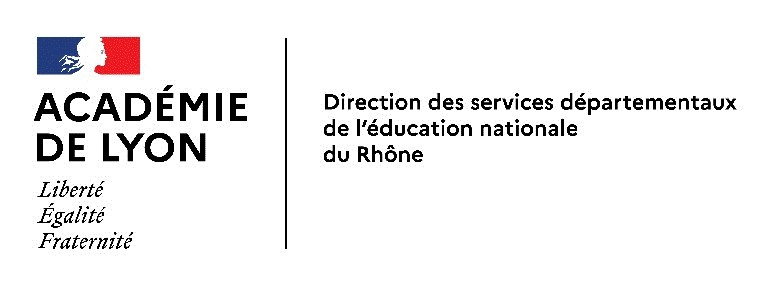 ACADÉMIE
DE LYON
Liberté
Égalité
Fraternité
Direction des services départementaux
de l'éducation nationale
du Rhône